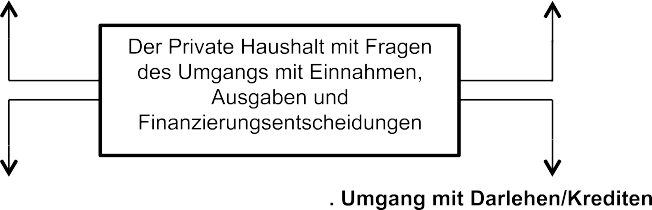 Der Private Haushalt mit Fragen
des Umgangs mit Einnahmen,
Ausgaben und
Finanzierungsentscheidungen
. Umgang mit Darlehen/Krediten